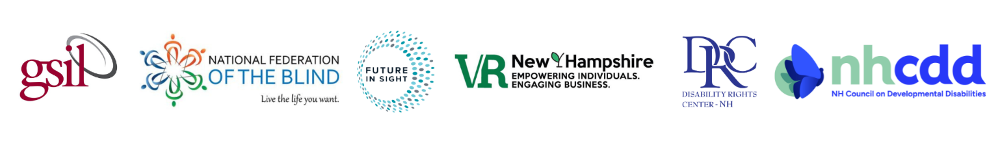 gsil
NATIONAL FEDERATION
OF THE BLIND
Live the life you want.
FUTURE
IN SIGHT
VR New Hampshire
EMPOWERING INDIVIDUALS.
ENGAGING BUSINESS.
DRC
DISABILITY RIGHTS
CENTER - NH
nhcdd
NH Council on Developmental Disabilities